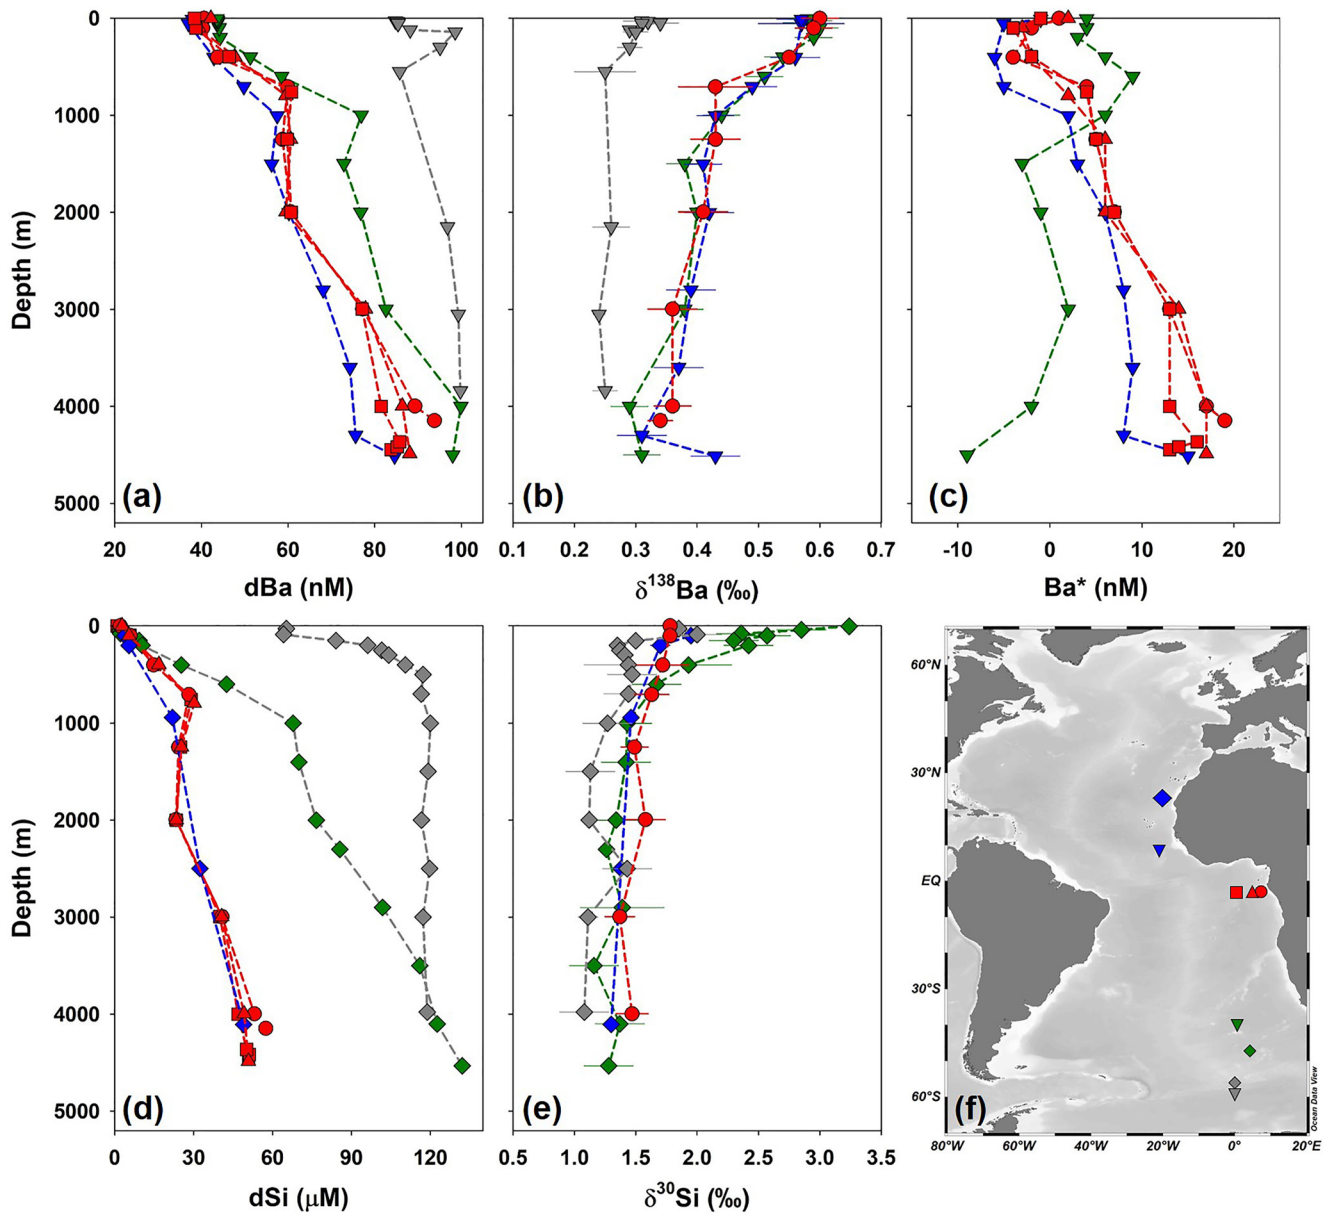 0
1000
2000
3000
4000
5000
Depth (m)
(a)
(b)
(c)
20 40 60 80 100
0.1 0.2 0.3 0.4 0.5 0.6 0.7
-10 0 10 20
dBa (nM)
δ¹³⁸Ba (‰)
Ba* (nM)
0
1000
2000
3000
4000
5000
Depth (m)
60°N
30°N
EQ
30°S
60°S
(d)
(e)
(f)
Ocean Data View
0 30 60 90 120
0.5 1.0 1.5 2.0 2.5 3.0 3.5
80°W 60°W 40°W 20°W 0° 20°E
dSi (μM)
δ³⁰Si (‰)